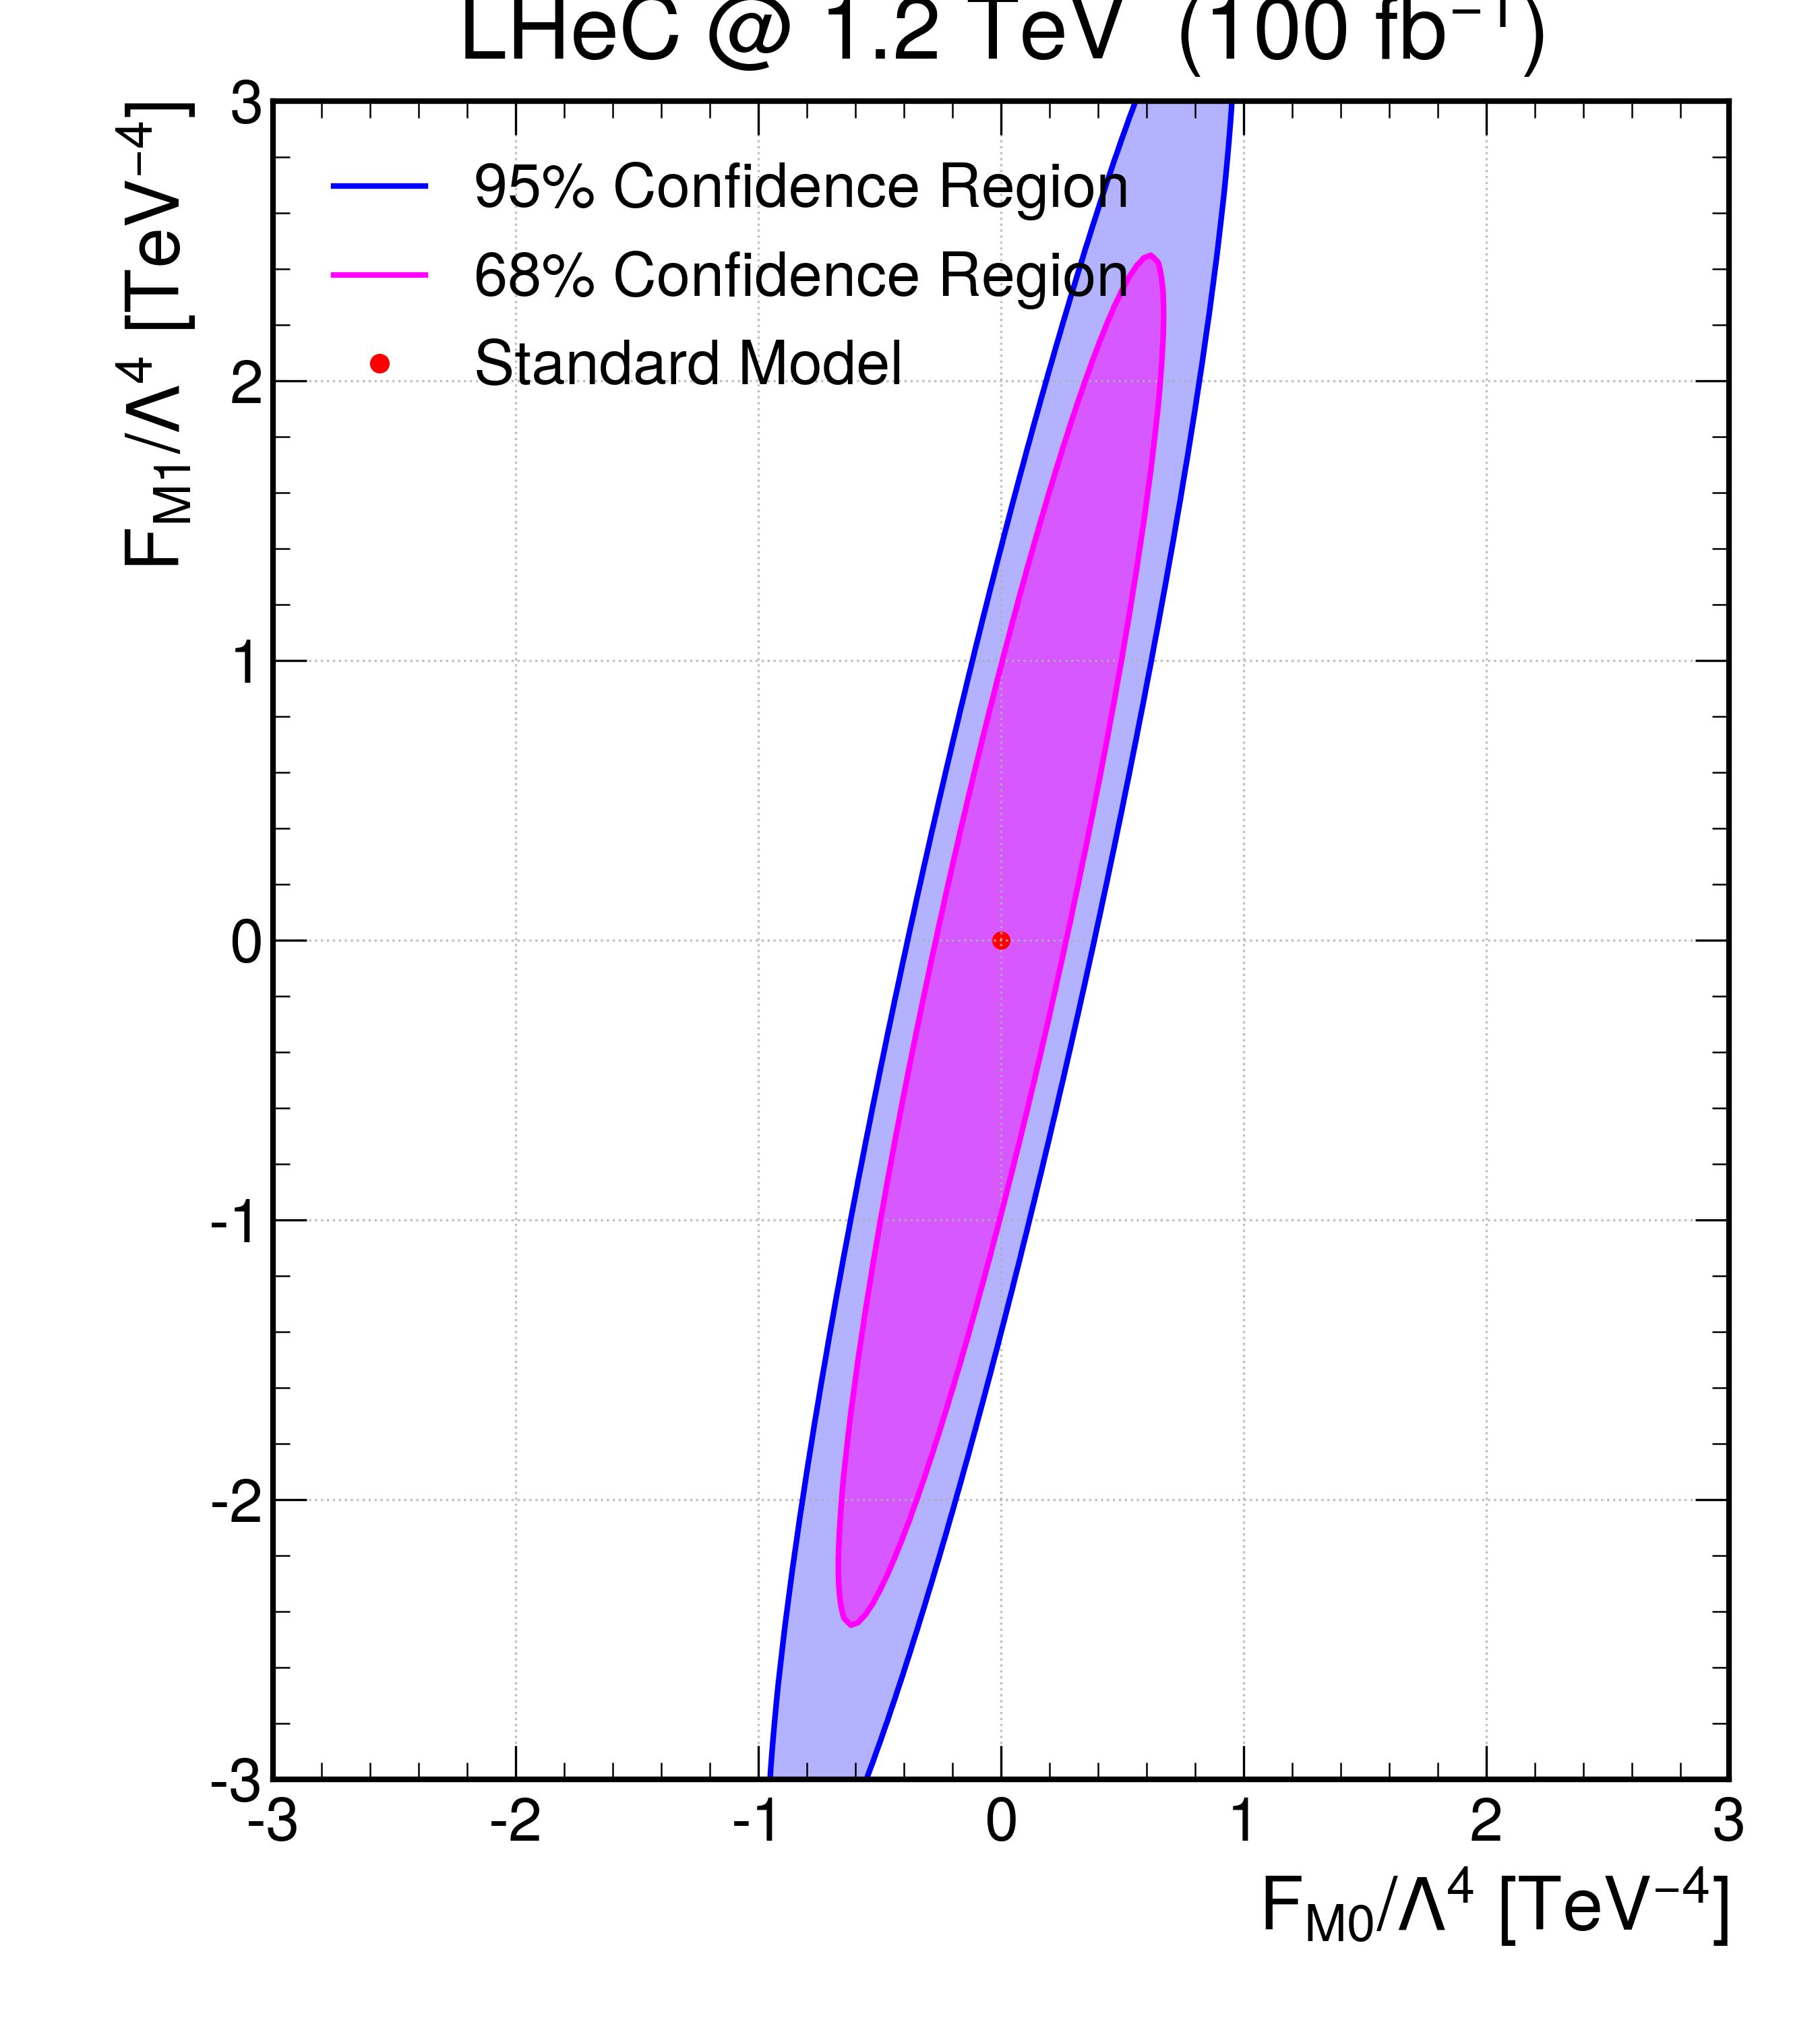 LHeC @ 1.2 TeV (100 fb⁻¹)
F_M1/Λ⁴ [TeV⁻⁴]
95% Confidence Region
68% Confidence Region
Standard Model
3
2
1
0
-1
-2
-3
-3 -2 -1 0 1 2 3
F_M0/Λ⁴ [TeV⁻⁴]